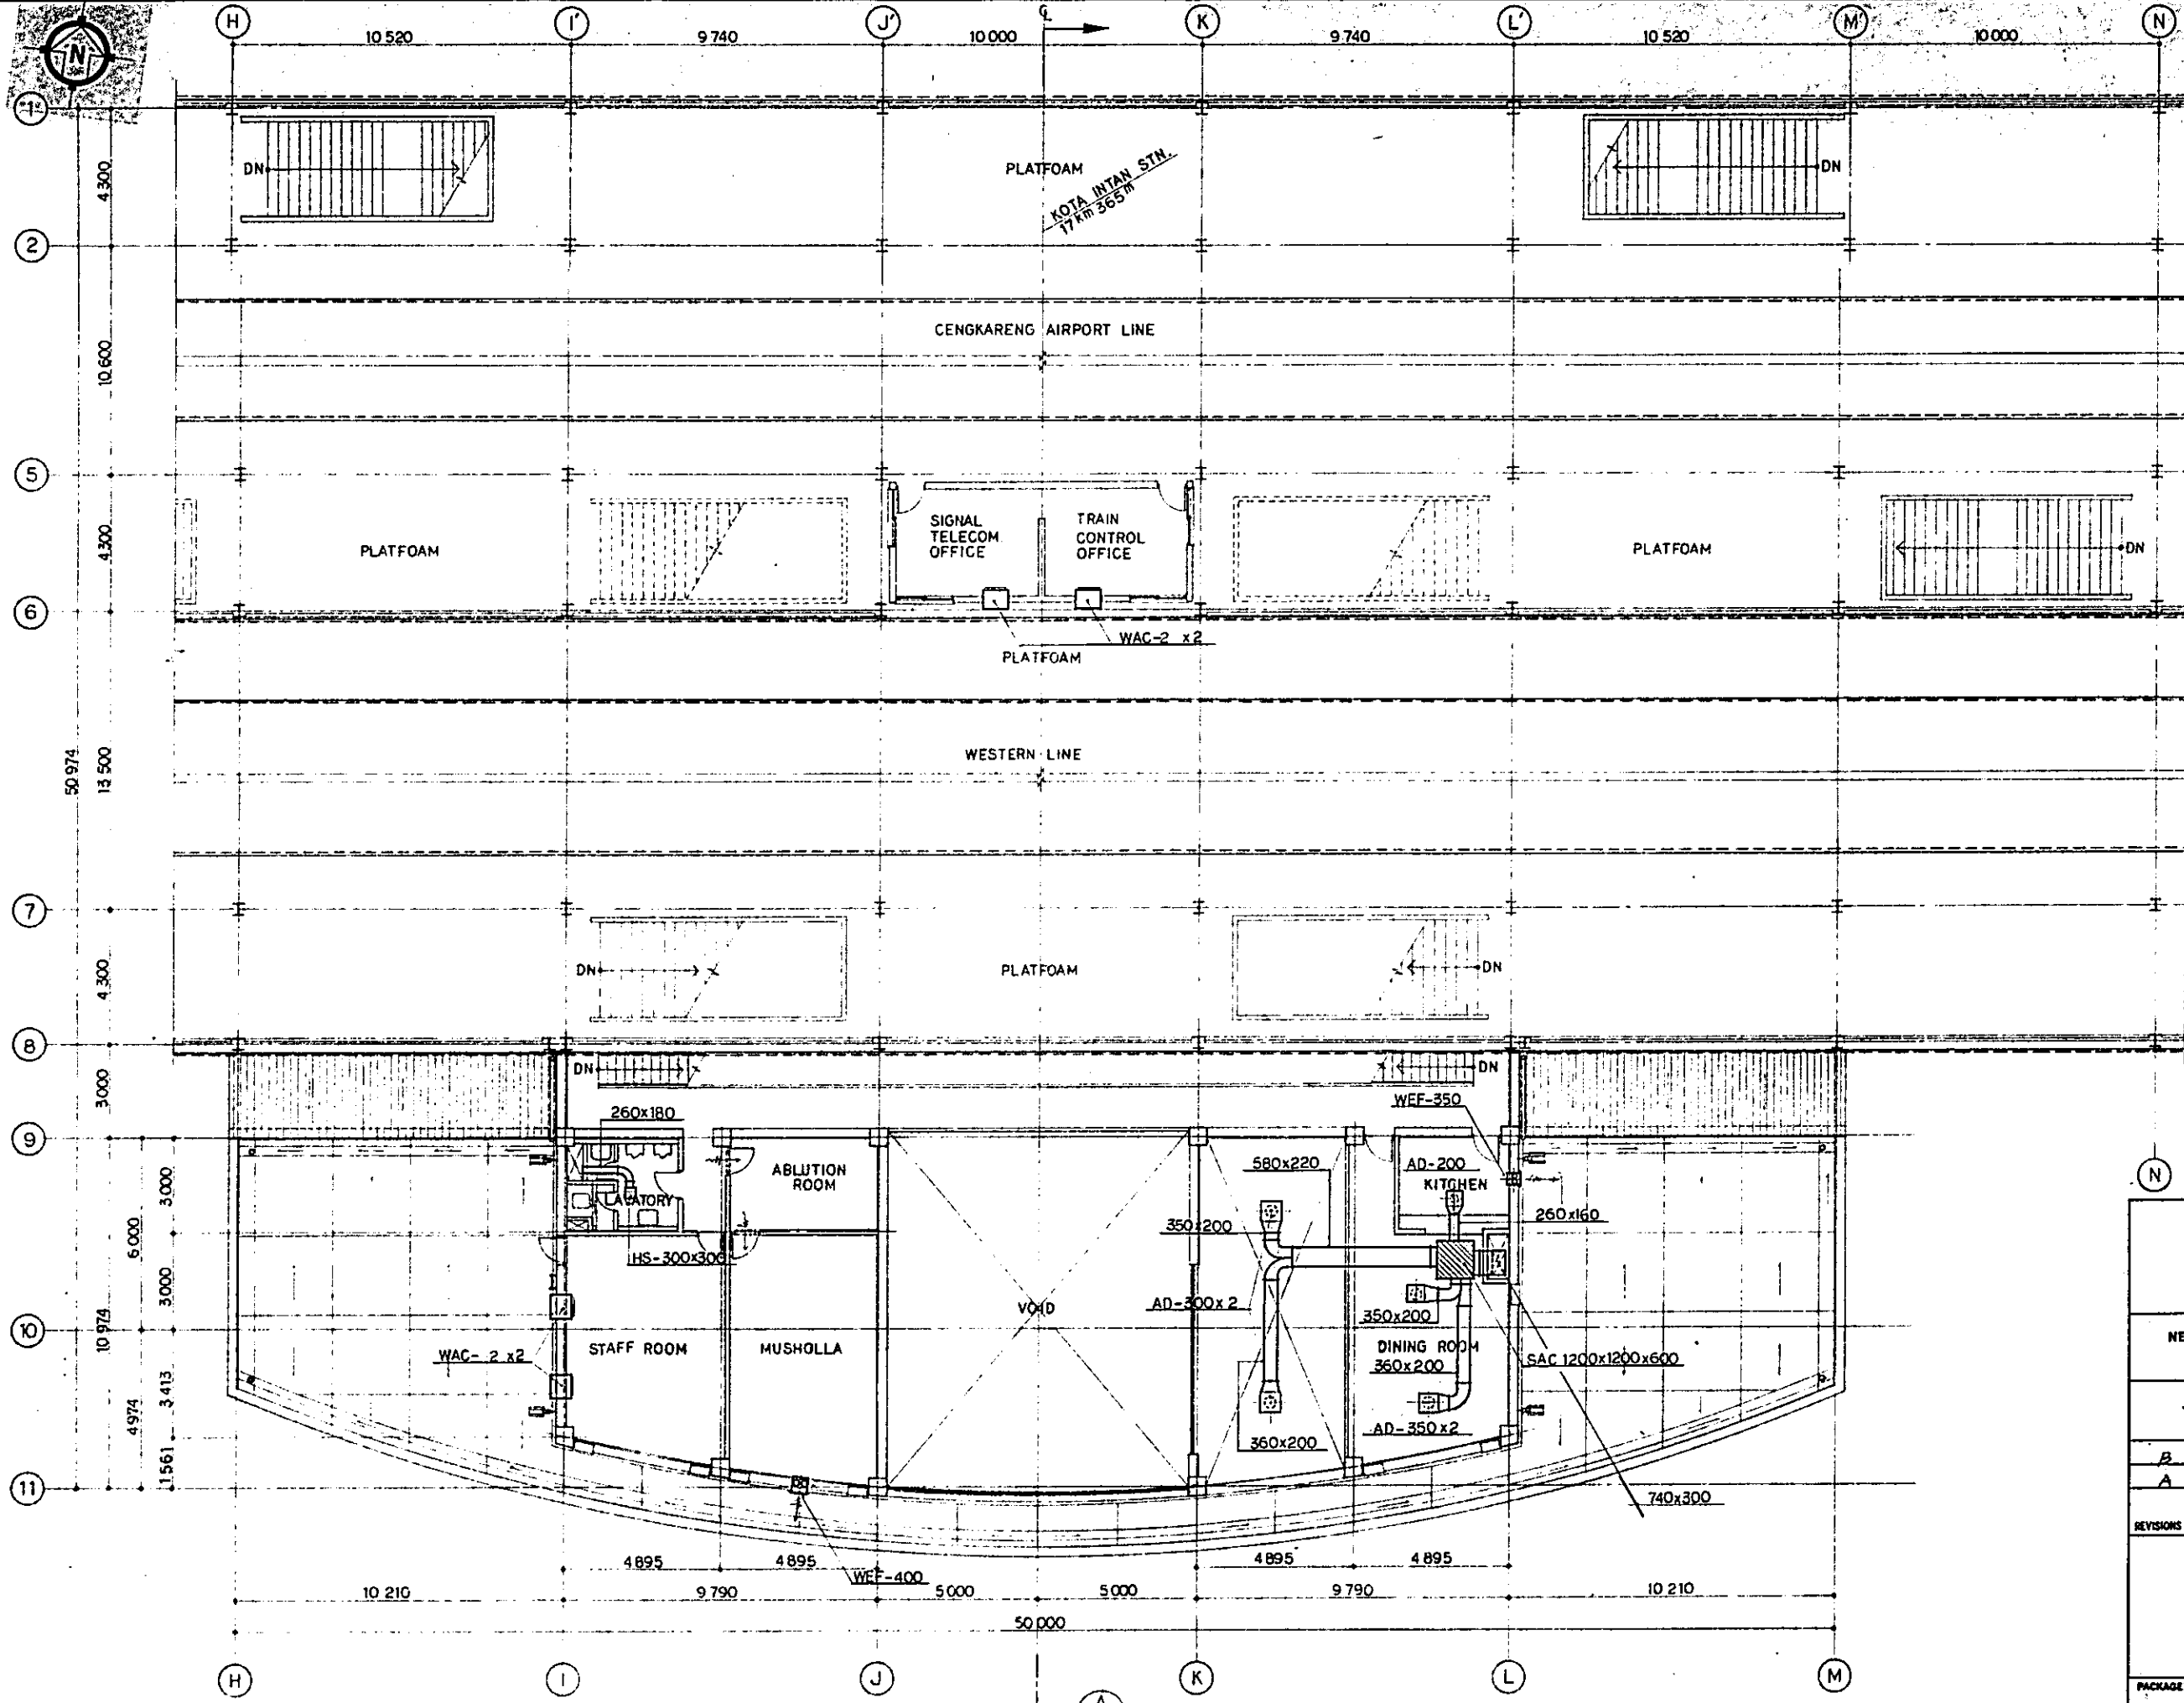 N
H
I'
J'
℄
K
L'
M'
N
10 520
9 740
10 000
9 740
10 520
10 000
1
DN
PLATFOAM
DN
4 300
KOTA INTAN STN.
17km 365m
2
CENGKARENG AIRPORT LINE
10 600
5
SIGNAL
TELECOM.
OFFICE
TRAIN
CONTROL
OFFICE
4 300
PLATFOAM
PLATFOAM
DN
6
WAC-2 x2
PLATFOAM
WESTERN LINE
50 974
13 500
7
4 300
DN
PLATFOAM
DN
8
3 000
DN
DN
WEF-350
260x180
9
ABLUTION
ROOM
580x220
AD-200
KITCHEN
N
3 000
LAVATORY
350x200
260x160
6 000
HS-300x300
3 000
AD-300x2
VOID
350x200
10
10 974
STAFF ROOM
MUSHOLLA
DINING ROOM
WAC-2 x2
360x200
SAC 1200x1200x600
NE
3 413
4 974
AD-350x2
360x200
1 561
B
A
11
740x300
REVISIONS
4 895
4 895
4 895
4 895
WEF-400
10 210
9 790
5 000
5 000
9 790
10 210
50 000
H
I
J
K
L
M
A
PACKAGE